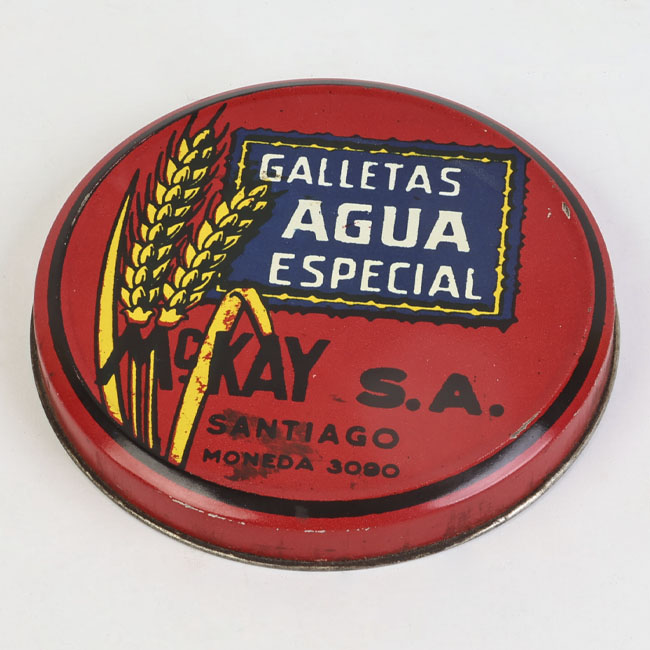 GALLETAS
AGUA
ESPECIAL
McKAY S.A.
SANTIAGO
MONEDA 3090